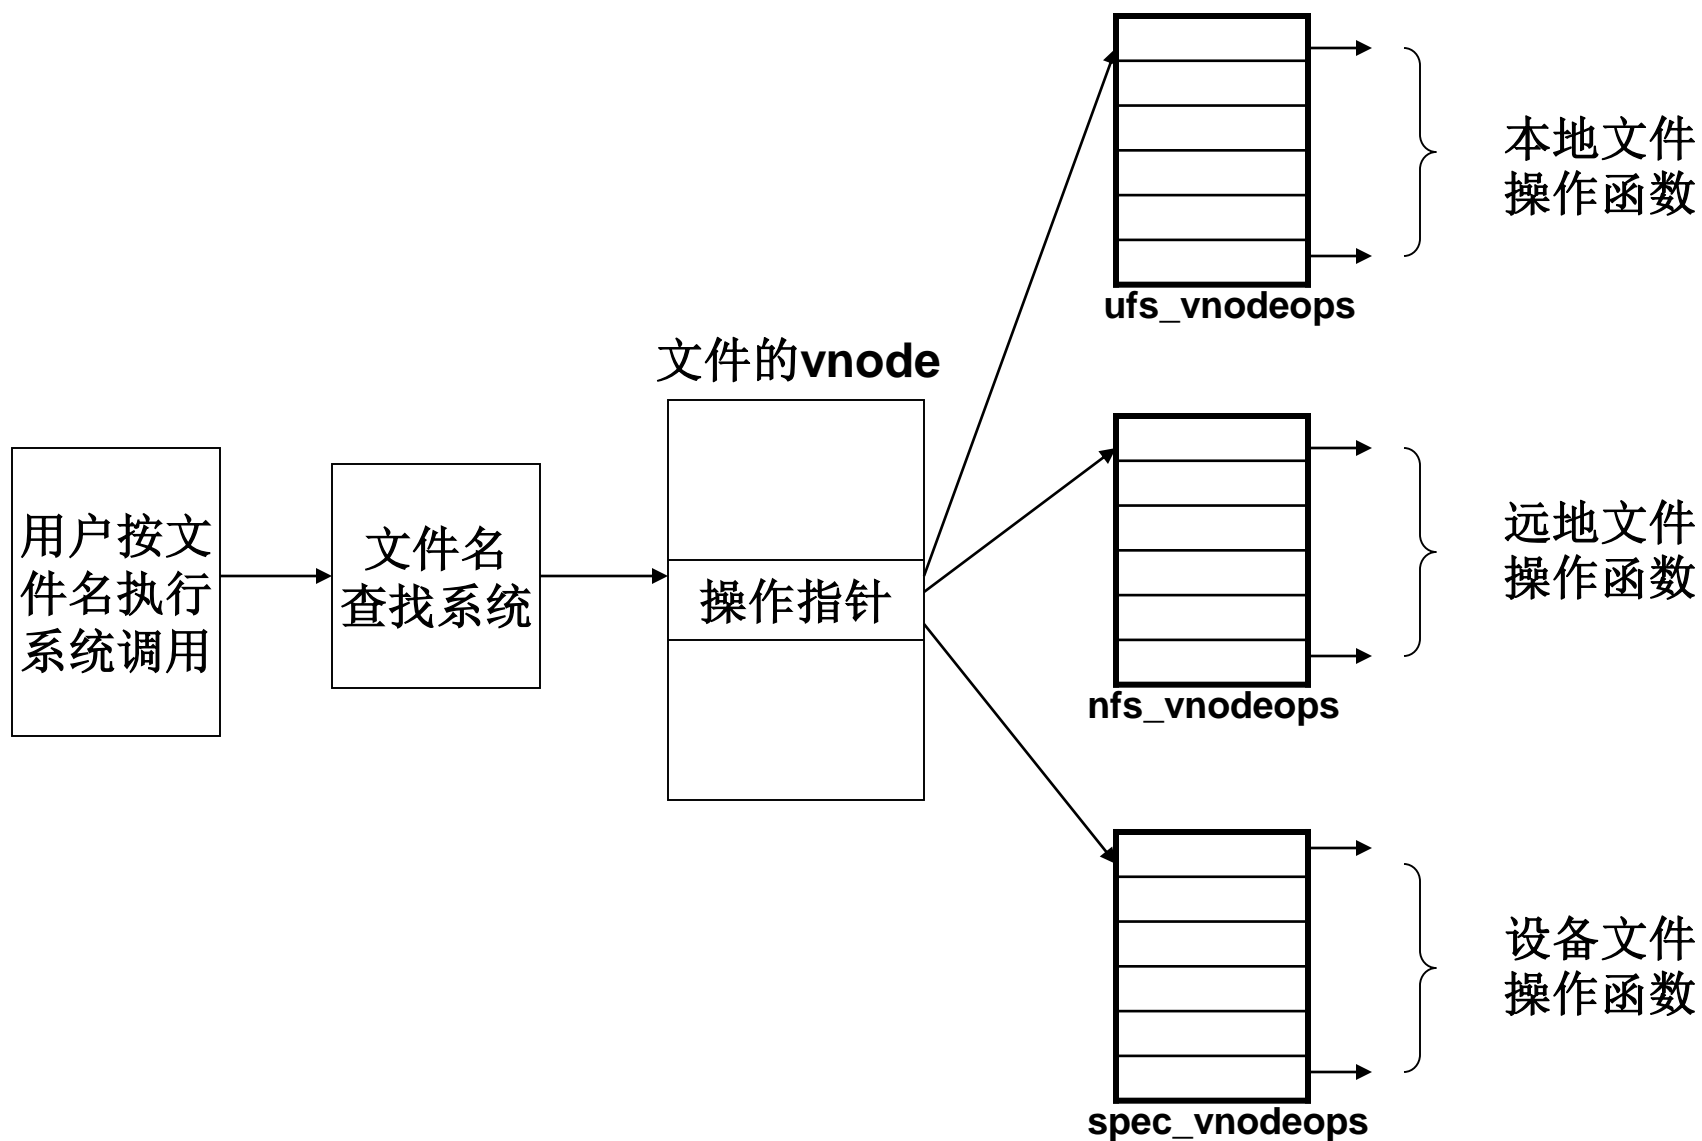 用户按文
件名执行
系统调用
文件名
查找系统
文件的vnode
操作指针
ufs_vnodeops
本地文件
操作函数
nfs_vnodeops
远地文件
操作函数
spec_vnodeops
设备文件
操作函数